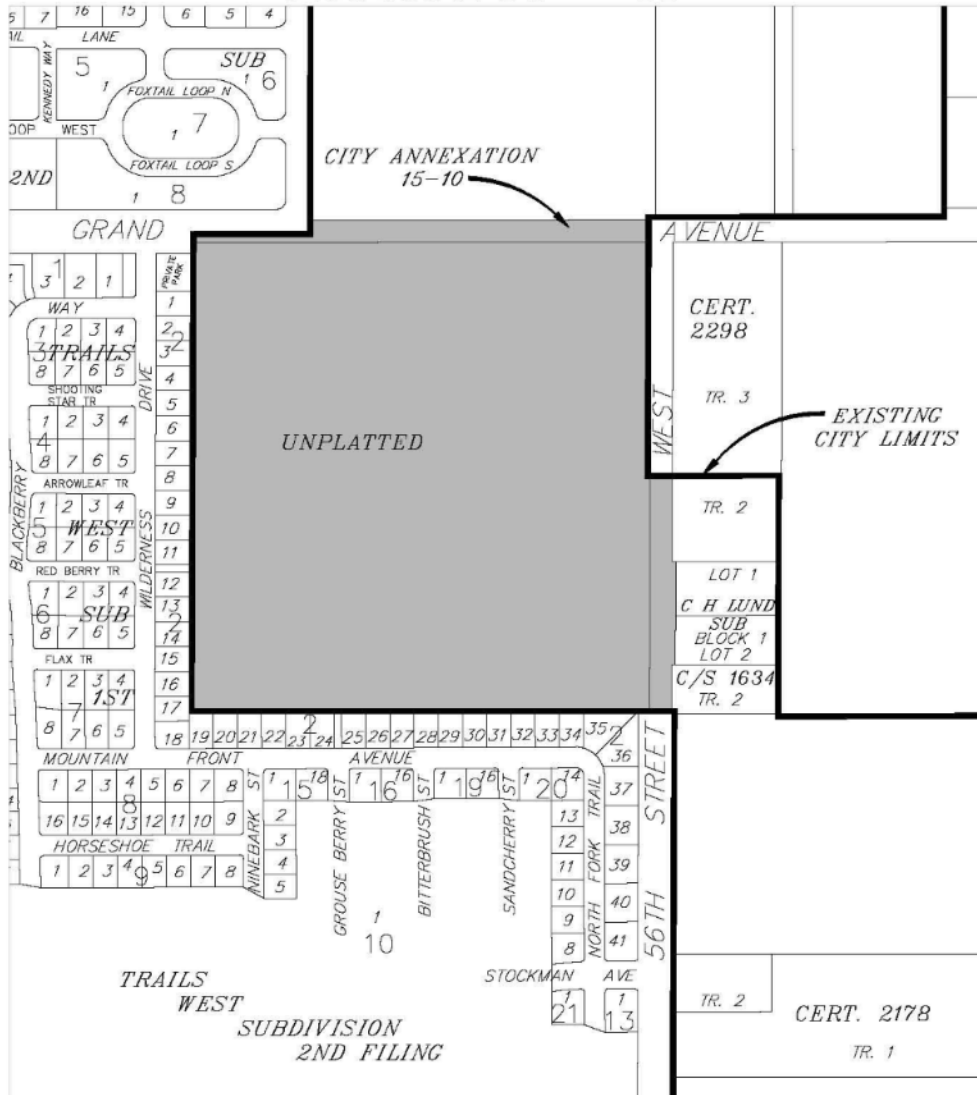 7 16 15
6 5 4
LANE
KENNEDY WAY
5
1
SUB
1 6
FOXTAIL LOOP N
WEST
1 7
FOXTAIL LOOP S
2ND
1 8
CITY ANNEXATION
15-10
GRAND
AVENUE
PRIVATE
PARK
1
3 2 1
WAY
1 2 3 4
3 TRAILS
8 7 6 5
SHOOTING
STAR TR
1 2 3 4
4
8 7 6 5
ARROWLEAF TR
1 2 3 4
5 WEST
8 7 6 5
RED BERRY TR
1 2 3 4
6 SUB
8 7 6 5
FLAX TR
1 2 3 4
7 1ST
8 7 6 5
BLACKBERRY
WILDERNESS
DRIVE
1
2
2
3
4
5
6
7
8
9
10
11
12
13
2
14
15
16
17
18 19 20 21 22 23 24 25 26 27 28 29 30 31 32 33 34 35
2
2
UNPLATTED
WEST
CERT.
2298
TR. 3
EXISTING
CITY LIMITS
TR. 2
LOT 1
C H LUND
SUB
BLOCK 1
LOT 2
C/S 1634
TR. 2
MOUNTAIN FRONT AVENUE
1 2 3 4 5 6 7 8
8
16 15 14 13 12 11 10 9
HORSESHOE TRAIL
1 2 3 4 5 6 7 8
9
NINEBARK ST
1 15 18
2
3
4
5
GROUSE BERRY ST
1 16 16
BITTERBRUSH ST
1 19 16
SANDCHERRY ST
1 20 14
13
12
11
10
9
8
NORTH FORK TRAIL
36
37
38
39
40
41
56TH STREET
1
10
STOCKMAN AVE
1
21
1
13
TRAILS
WEST
SUBDIVISION
2ND FILING
TR. 2
CERT. 2178
TR. 1